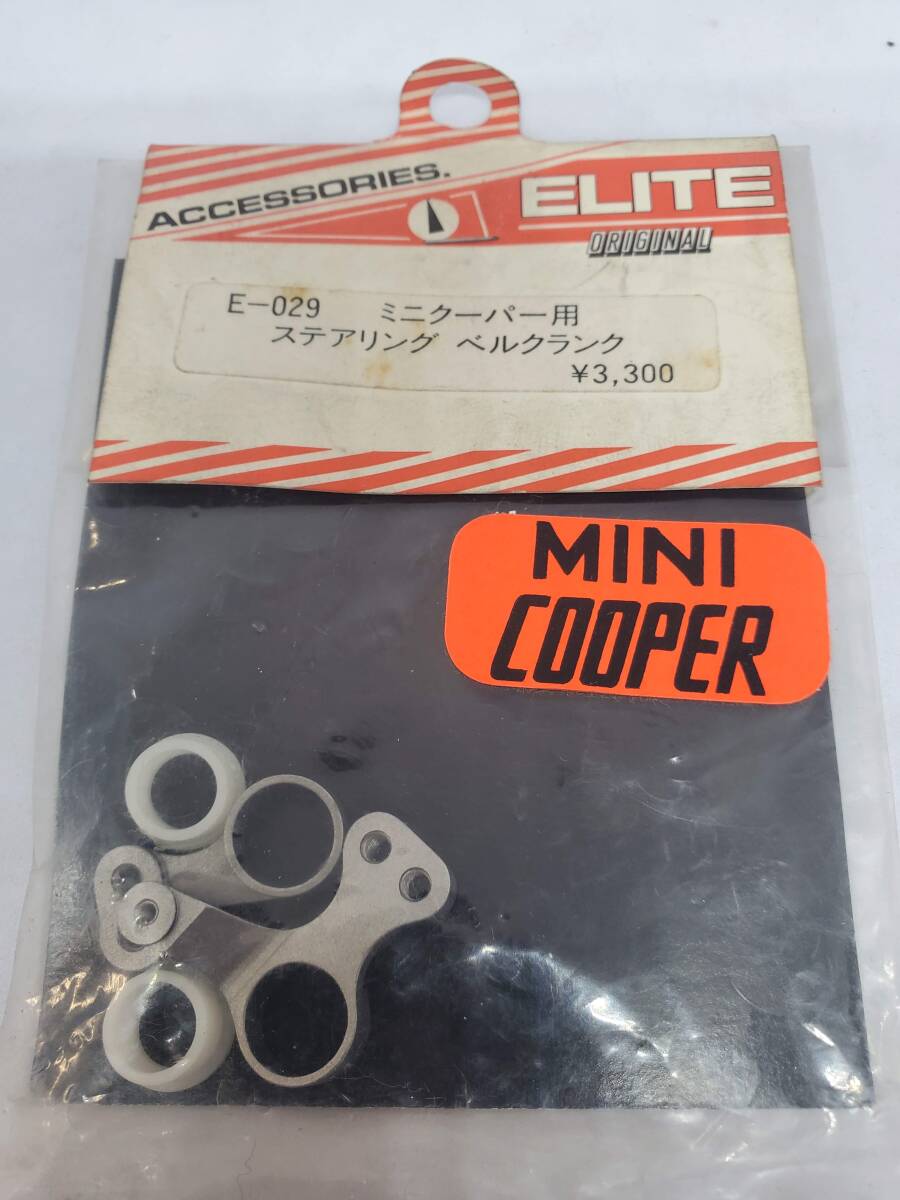 ACCESSORIES.
ELITE
ORIGINAL
E-029 ミニクーパー用
ステアリング ベルクランク
¥3,300
MINI
COOPER